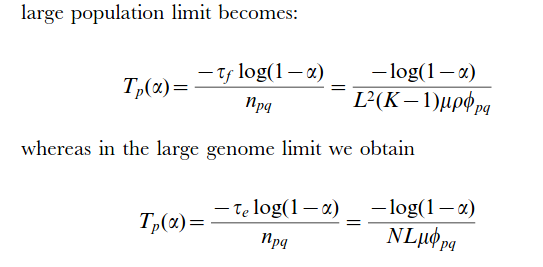 large population limit becomes:
T_p(α) = −τ_f log(1−α) / n_pq = −log(1−α) / L²(K−1)μρϕ_pq
whereas in the large genome limit we obtain
T_p(α) = −τ_e log(1−α) / n_pq = −log(1−α) / NLμϕ_pq